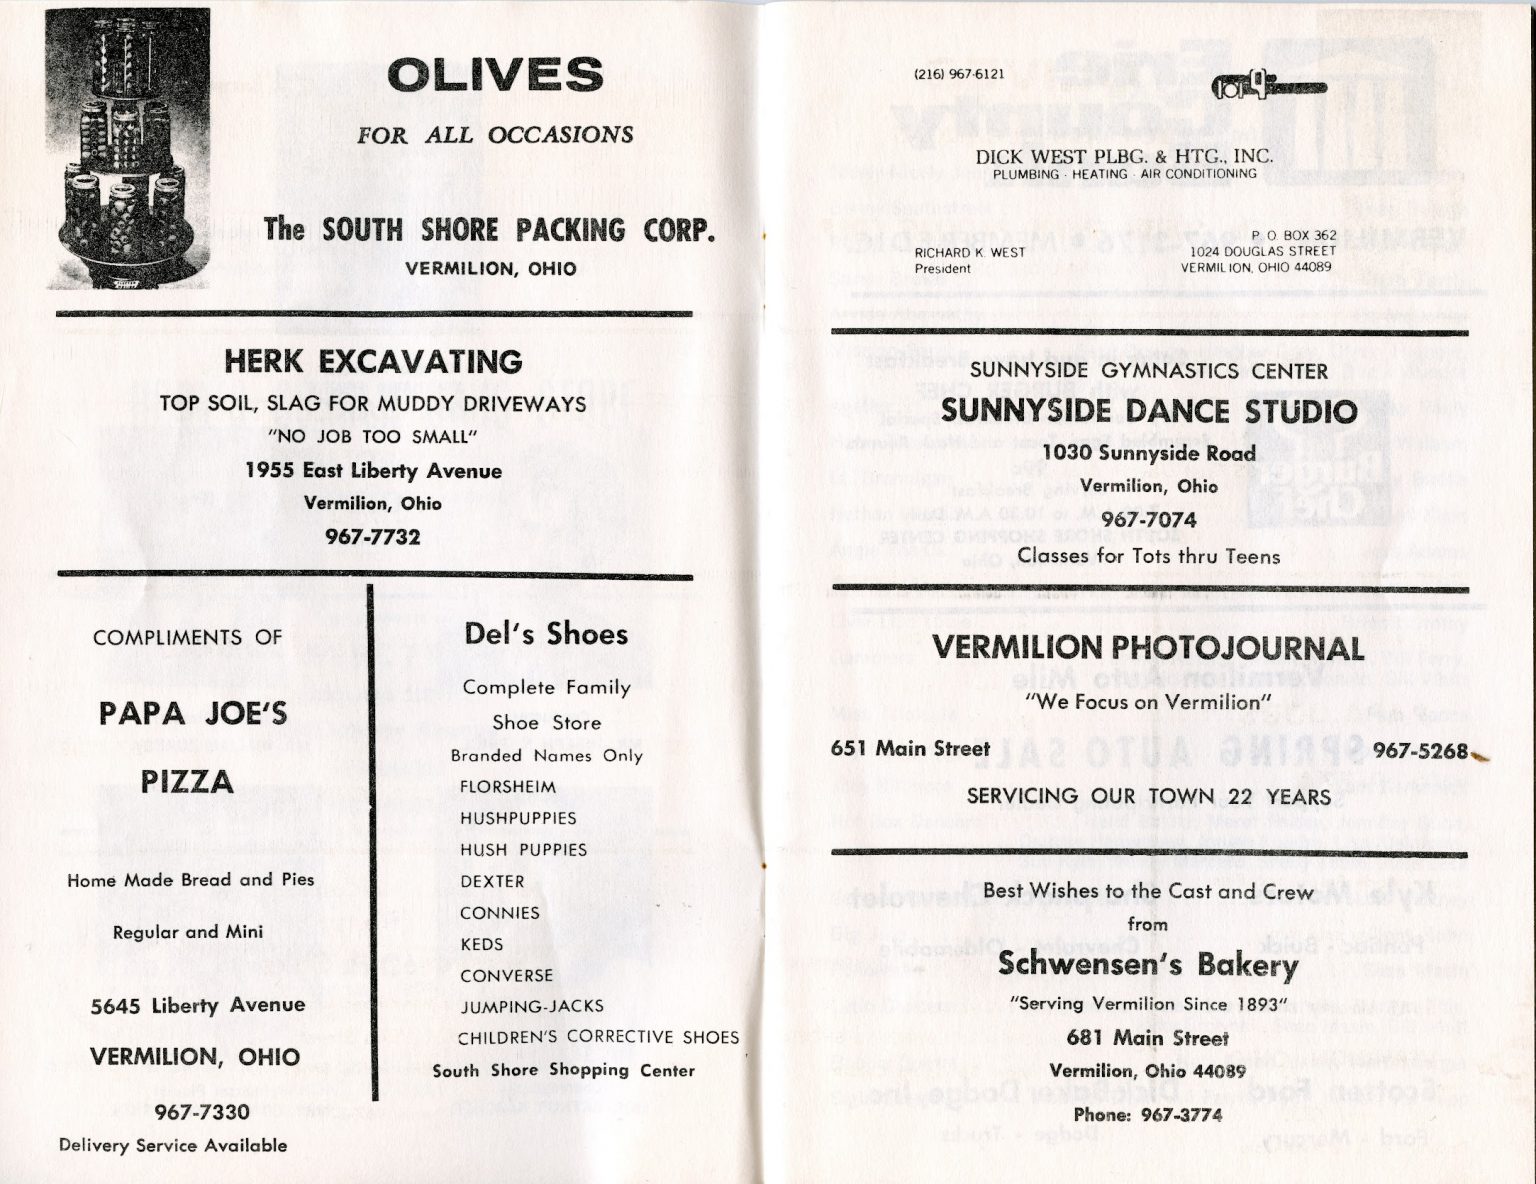 OLIVES
FOR ALL OCCASIONS
The SOUTH SHORE PACKING CORP.
VERMILION, OHIO
HERK EXCAVATING
TOP SOIL, SLAG FOR MUDDY DRIVEWAYS
"NO JOB TOO SMALL"
1955 East Liberty Avenue
Vermilion, Ohio
967-7732
COMPLIMENTS OF
PAPA JOE'S
PIZZA
Home Made Bread and Pies
Regular and Mini
5645 Liberty Avenue
VERMILION, OHIO
967-7330
Delivery Service Available
Del's Shoes
Complete Family
Shoe Store
Branded Names Only
FLORSHEIM
HUSHPUPPIES
HUSH PUPPIES
DEXTER
CONNIES
KEDS
CONVERSE
JUMPING-JACKS
CHILDREN'S CORRECTIVE SHOES
South Shore Shopping Center
(216) 967-6121
DICK WEST PLBG. & HTG., INC.
PLUMBING · HEATING · AIR CONDITIONING
RICHARD K. WEST
President
P. O. BOX 362
1024 DOUGLAS STREET
VERMILION, OHIO 44089
SUNNYSIDE GYMNASTICS CENTER
SUNNYSIDE DANCE STUDIO
1030 Sunnyside Road
Vermilion, Ohio
967-7074
Classes for Tots thru Teens
VERMILION PHOTOJOURNAL
"We Focus on Vermilion"
651 Main Street 967-5268
SERVICING OUR TOWN 22 YEARS
Best Wishes to the Cast and Crew
from
Schwensen's Bakery
"Serving Vermilion Since 1893"
681 Main Street
Vermilion, Ohio 44089
Phone: 967-3774